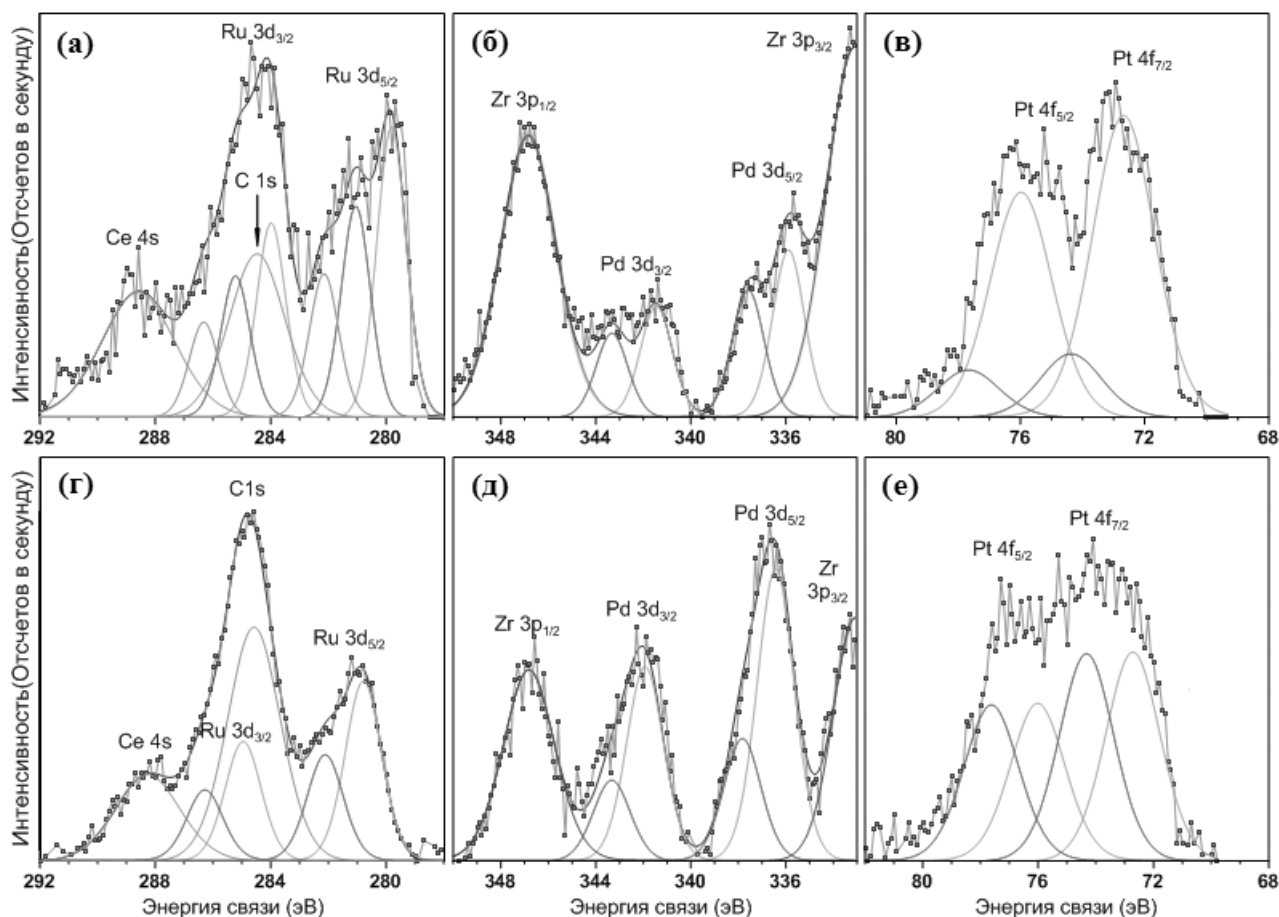 (а)
Ru 3d3/2
Ru 3d5/2
C 1s
Ce 4s
292 288 284 280
(б)
Zr 3p3/2
Zr 3p1/2
Pd 3d5/2
Pd 3d3/2
348 344 340 336
(в)
Pt 4f7/2
Pt 4f5/2
80 76 72 68
Интенсивность(Отсчетов в секунду)
(г)
C1s
Ru 3d5/2
Ru 3d3/2
Ce 4s
292 288 284 280
Энергия связи (эВ)
(д)
Pd 3d5/2
Zr
3p3/2
Pd 3d3/2
Zr 3p1/2
348 344 340 336
Энергия связи (эВ)
(е)
Pt 4f7/2
Pt 4f5/2
80 76 72 68
Энергия связи (эВ)
Интенсивность(Отсчетов в секунду)